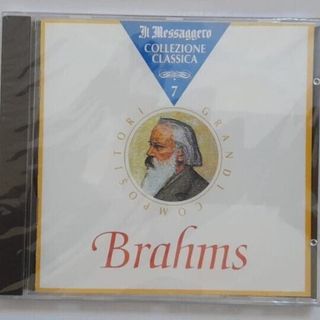 Il Messaggero
COLLEZIONE
CLASSICA
7
GRANDI COMPOSITORI
Brahms